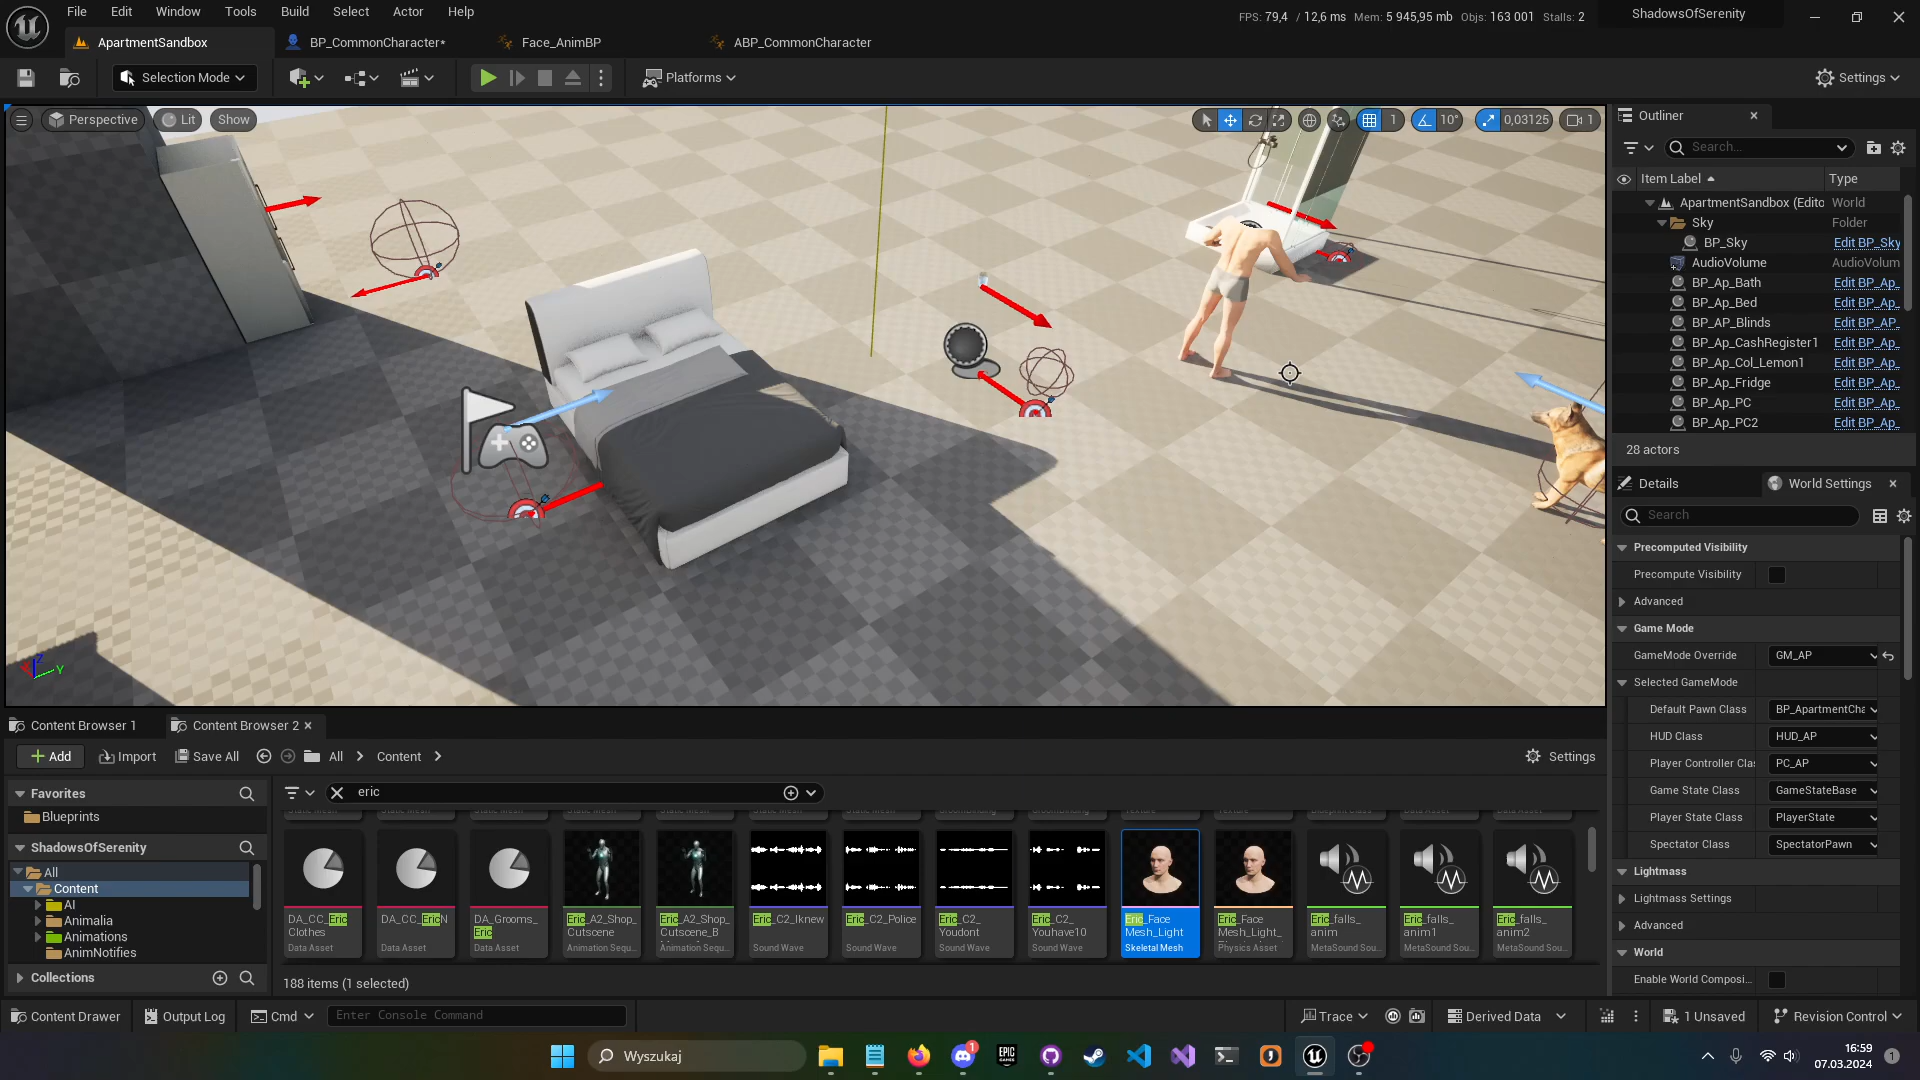 File Edit Window Tools Build Select Actor Help
FPS: 79,4 / 12,6 ms Mem: 5 945,95 mb Objs: 163 001 Stalls: 2
ShadowsOfSerenity
ApartmentSandbox
BP_CommonCharacter*
Face_AnimBP
ABP_CommonCharacter
Selection Mode
Platforms
Settings
Perspective
Lit
Show
1
10°
0,03125
1
Outliner
Search...
Item Label
Type
ApartmentSandbox (Edito
World
Sky
Folder
BP_Sky
Edit BP_Sky
AudioVolume
AudioVolum
BP_Ap_Bath
Edit BP_Ap_
BP_Ap_Bed
Edit BP_Ap_
BP_AP_Blinds
Edit BP_AP_
BP_Ap_CashRegister1
Edit BP_Ap_
BP_Ap_Col_Lemon1
Edit BP_Ap_
BP_Ap_Fridge
Edit BP_Ap_
BP_Ap_PC
Edit BP_Ap_
BP_Ap_PC2
Edit BP_Ap_
28 actors
Details
World Settings
Search
Precomputed Visibility
Precompute Visibility
Advanced
Game Mode
GameMode Override
GM_AP
Selected GameMode
Default Pawn Class
BP_ApartmentCha
HUD Class
HUD_AP
Player Controller Clas
PC_AP
Game State Class
GameStateBase
Player State Class
PlayerState
Spectator Class
SpectatorPawn
Lightmass
Lightmass Settings
Advanced
World
Enable World Composi...
X
Z
Y
Content Browser 1
Content Browser 2
Add
Import
Save All
All
Content
Settings
Favorites
Blueprints
ShadowsOfSerenity
All
Content
AI
Animalia
Animations
AnimNotifies
Collections
eric
DA_CC_Eric
Clothes
Data Asset
DA_CC_EricN
Data Asset
DA_Grooms_
Eric
Data Asset
Eric_A2_Shop_
Cutscene
Animation Sequ...
Eric_A2_Shop_
Cutscene_B
Animation Sequ...
Eric_C2_Iknew
Sound Wave
Eric_C2_Police
Sound Wave
Eric_C2_
Youdont
Sound Wave
Eric_C2_
Youhave10
Sound Wave
Eric_Face
Mesh_Light
Skeletal Mesh
Eric_Face
Mesh_Light_
Physics Asset
Eric_falls_
anim
MetaSound Sou...
Eric_falls_
anim1
MetaSound Sou...
Eric_falls_
anim2
MetaSound Sou...
188 items (1 selected)
Content Drawer
Output Log
Cmd
Enter Console Command
Trace
Derived Data
1 Unsaved
Revision Control
Wyszukaj
1
EPIC
GAMES
16:59
07.03.2024
1